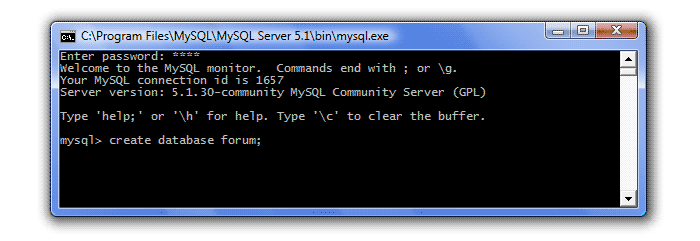 C:\Program Files\MySQL\MySQL Server 5.1\bin\mysql.exe
Enter password: ****
Welcome to the MySQL monitor.  Commands end with ; or \g.
Your MySQL connection id is 1657
Server version: 5.1.30-community MySQL Community Server (GPL)
Type 'help;' or '\h' for help. Type '\c' to clear the buffer.
mysql> create database forum;